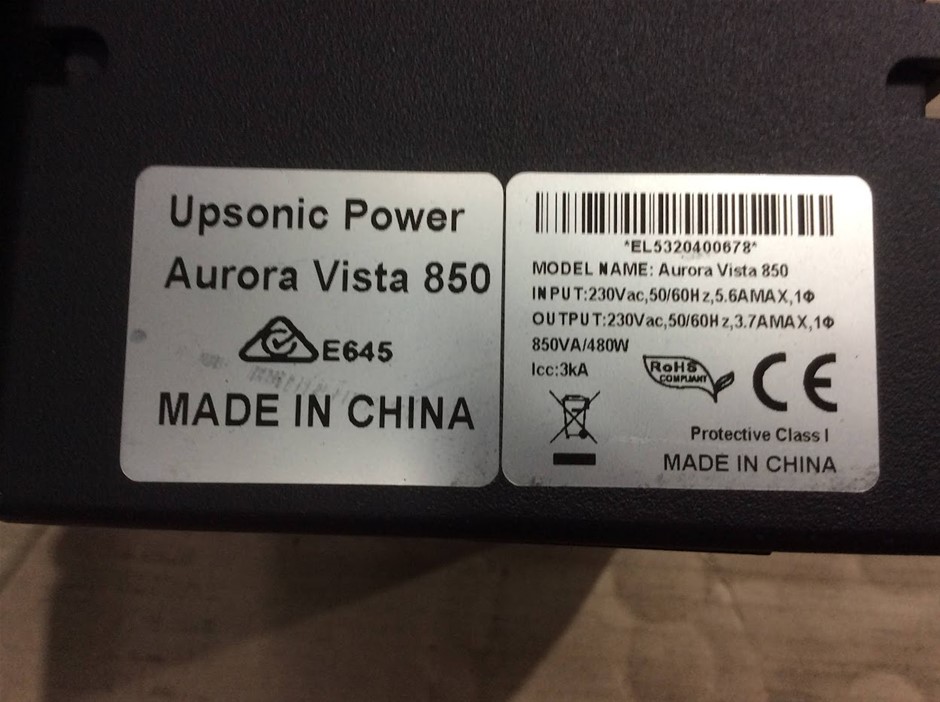 Upsonic Power
Aurora Vista 850
E645
MADE IN CHINA
*EL5320400678*
MODEL NAME: Aurora Vista 850
INPUT:230Vac,50/60Hz,5.6AMAX,1Φ
OUTPUT:230Vac,50/60Hz,3.7AMAX,1Φ
850VA/480W
Icc:3kA
RoHS
COMPLIANT
CE
Protective Class I
MADE IN CHINA